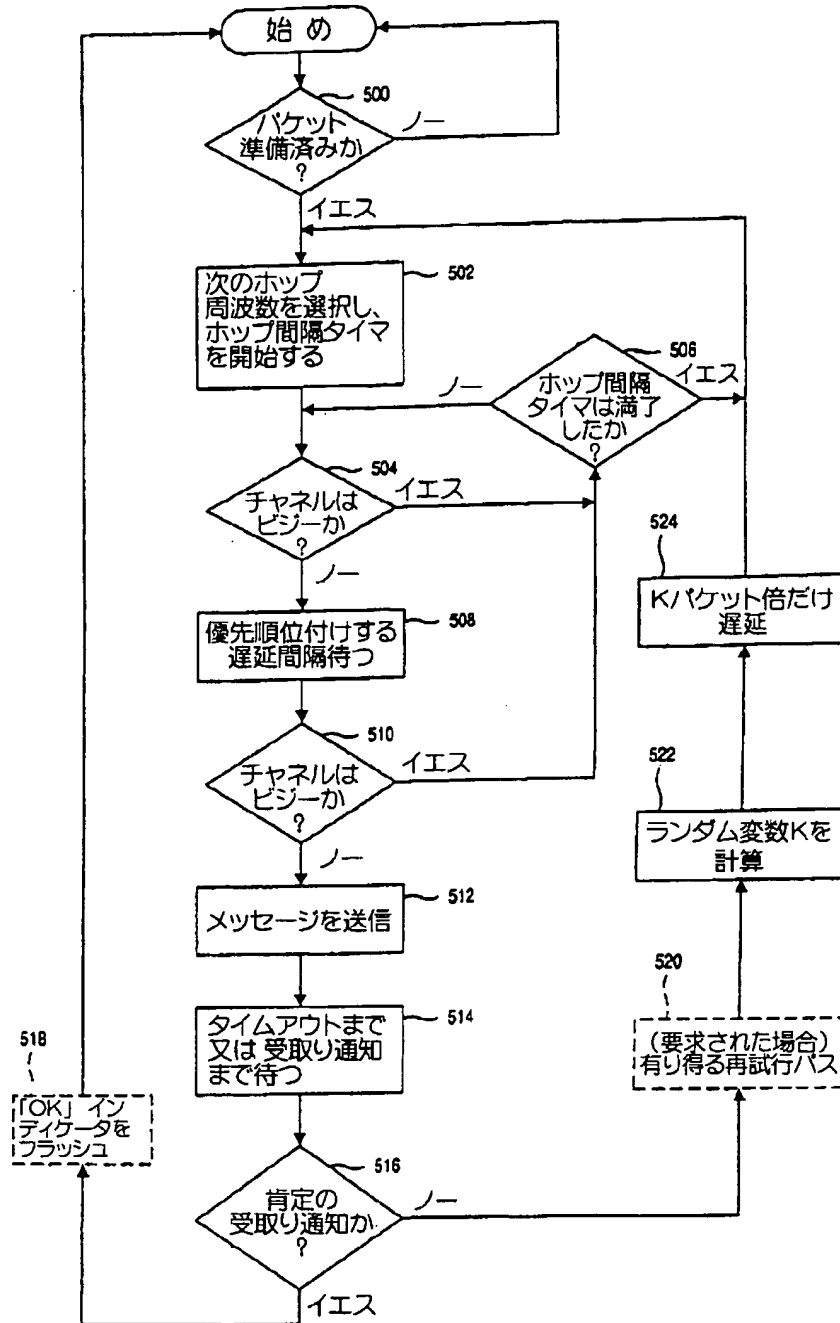 始め
500
パケット
準備済みか
?
ノー
イエス
502
次のホップ
周波数を選択し、
ホップ間隔タイマ
を開始する
506
ホップ間隔
タイマは満了
したか
?
イエス
ノー
504
チャネルは
ビジーか
?
イエス
ノー
508
優先順位付けする
遅延間隔待つ
510
チャネルは
ビジーか
?
イエス
ノー
512
メッセージを送信
514
タイムアウトまで
又は 受取り通知
まで待つ
516
肯定の
受取り通知か
?
ノー
イエス
518
「OK」イン
ディケータを
フラッシュ
520
(要求された場合)
有り得る再試行パス
522
ランダム変数Kを
計算
524
Kパケット倍だけ
遅延